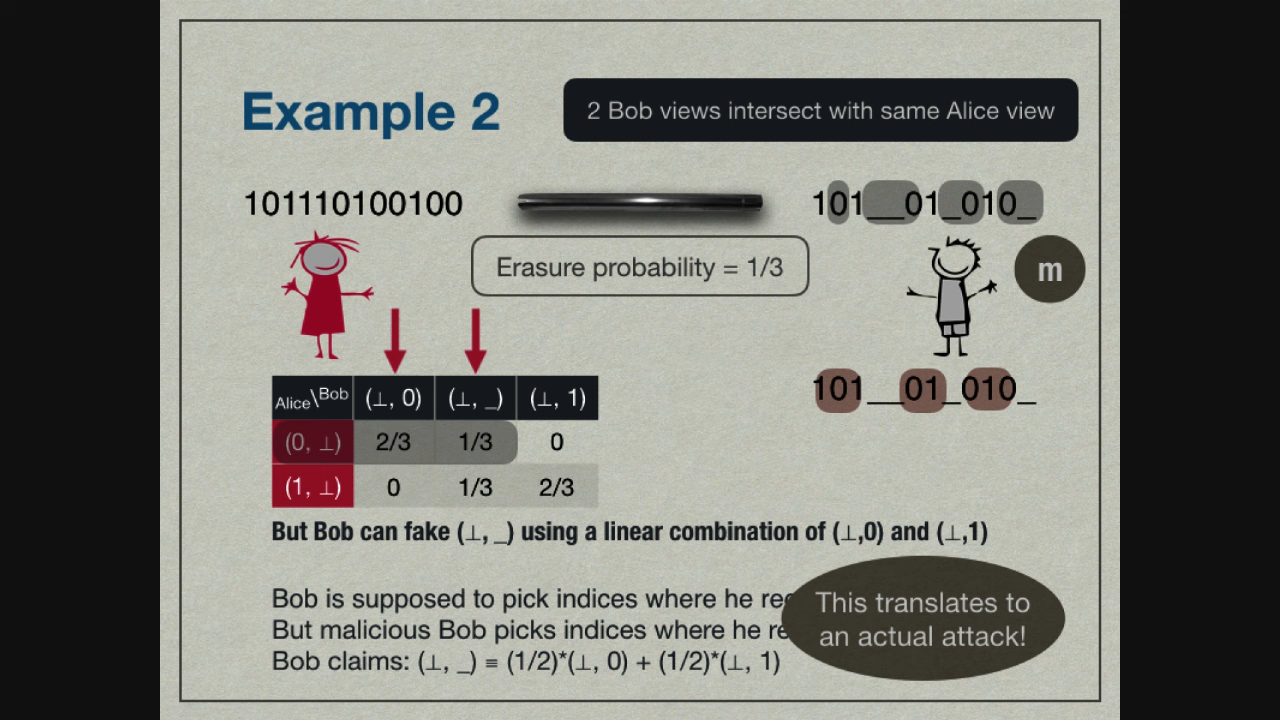 Example 2
2 Bob views intersect with same Alice view
101110100100
101__01_010_
Erasure probability = 1/3
m
101__01_010_
Alice\Bob (⊥, 0) (⊥, _) (⊥, 1)
(0, ⊥) 2/3 1/3 0
(1, ⊥) 0 1/3 2/3
But Bob can fake (⊥, _) using a linear combination of (⊥,0) and (⊥,1)
Bob is supposed to pick indices where he
But malicious Bob picks indices where he
Bob claims: (⊥, _) ≡ (1/2)*(⊥, 0) + (1/2)*(⊥, 1)
This translates to
an actual attack!